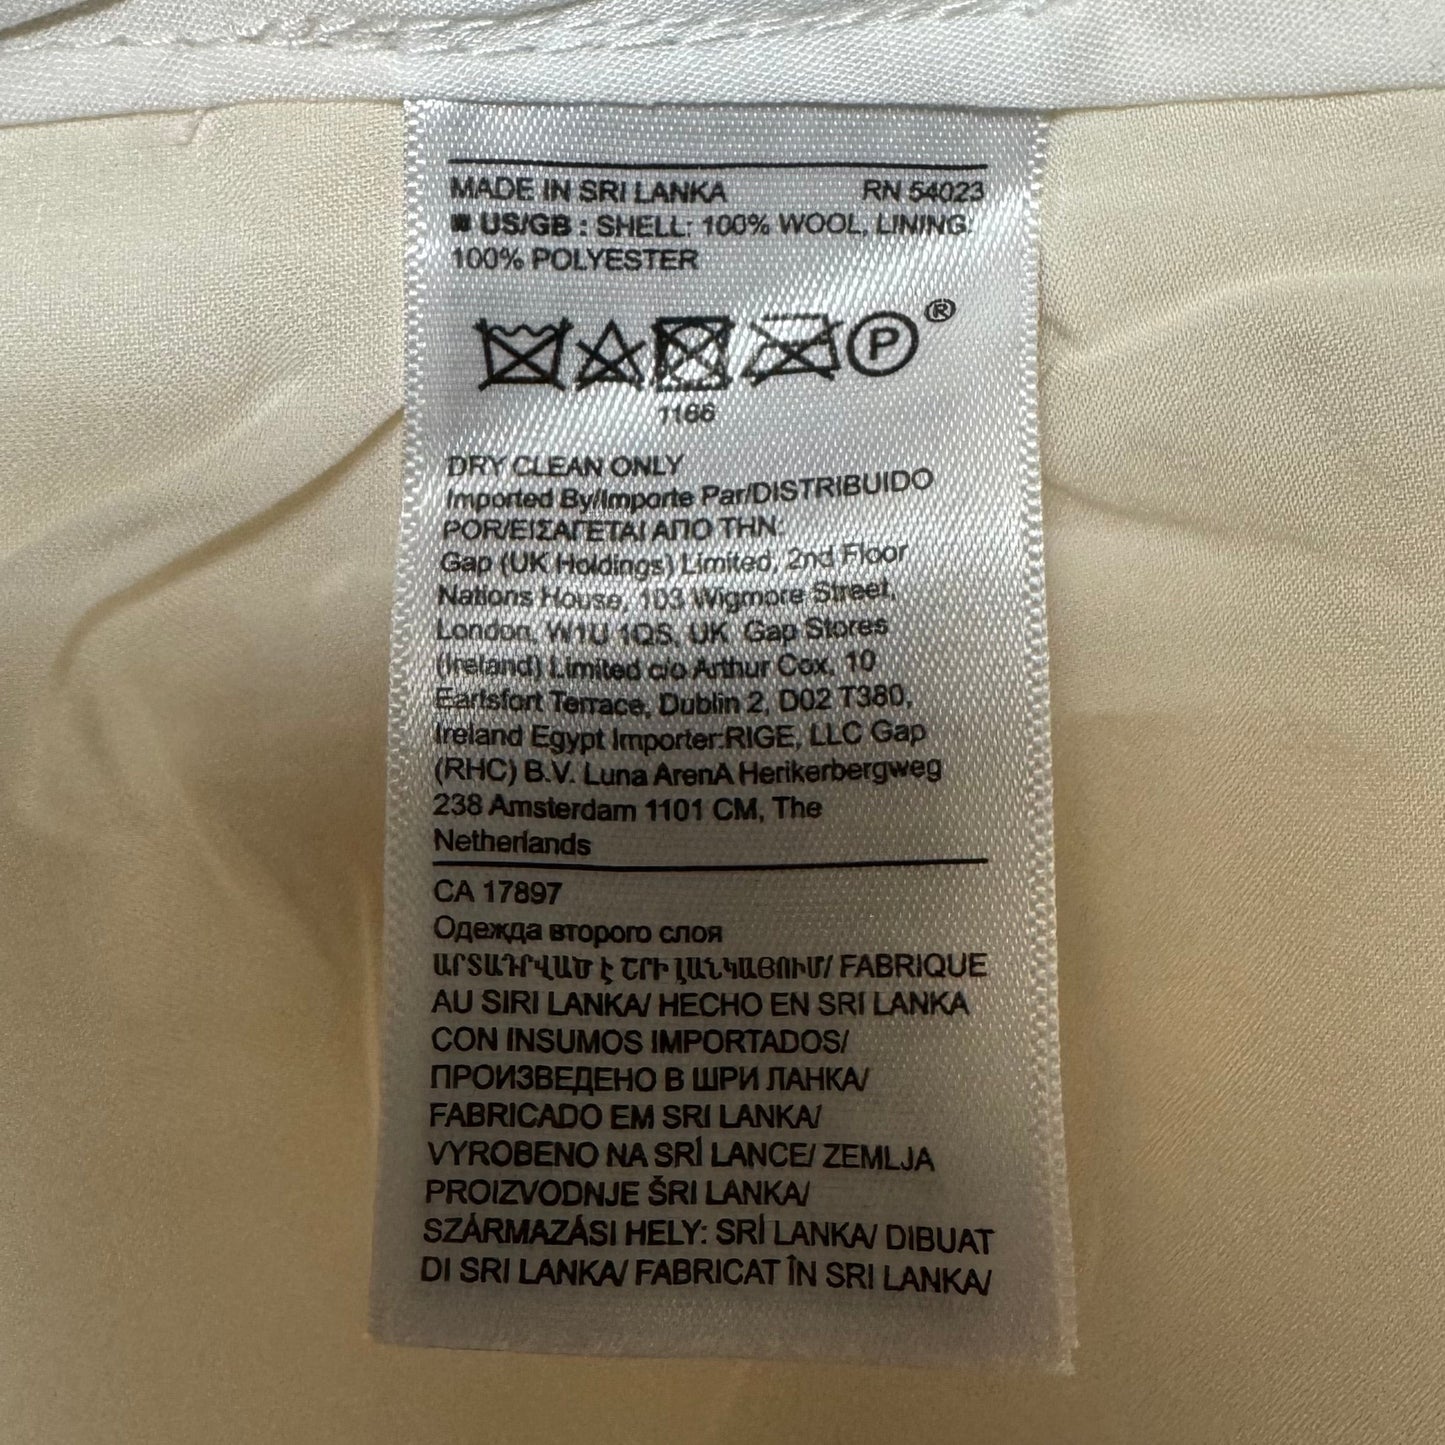 MADE IN SRI LANKA RN 54023
US/GB : SHELL: 100% WOOL, LINING:
100% POLYESTER
P ®
1166
DRY CLEAN ONLY
Imported By/Importe Par/DISTRIBUIDO
POR/ΕΙΣΑΓΕΤΑΙ ΑΠΟ ΤΗΝ:
Gap (UK Holdings) Limited, 2nd Floor
Nations House, 103 Wigmore Street,
London, W1U 1QS, UK Gap Stores
(Ireland) Limited c/o Arthur Cox, 10
Earlsfort Terrace, Dublin 2, D02 T380,
Ireland Egypt Importer:RIGE, LLC Gap
(RHC) B.V. Luna ArenA Herikerbergweg
238 Amsterdam 1101 CM, The
Netherlands
CA 17897
Одежда второго слоя
ԱՐՏԱԴՐՎԱԾ Է ՇՐԻ ԼԱՆԿԱՅՈՒՄ/ FABRIQUE
AU SIRI LANKA/ HECHO EN SRI LANKA
CON INSUMOS IMPORTADOS/
ПРОИЗВЕДЕНО В ШРИ ЛАНКА/
FABRICADO EM SRI LANKA/
VYROBENO NA SRÍ LANCE/ ZEMLJA
PROIZVODNJE ŠRI LANKA/
SZÁRMAZÁSI HELY: SRÍ LANKA/ DIBUAT
DI SRI LANKA/ FABRICAT ÎN SRI LANKA/